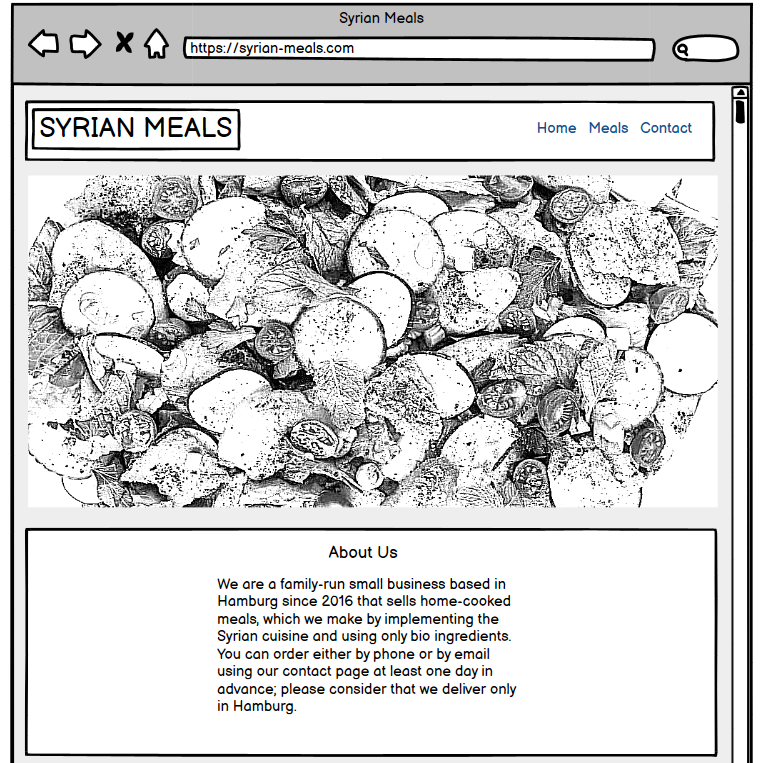 Syrian Meals
https://syrian-meals.com
SYRIAN MEALS
Home Meals Contact
About Us
We are a family-run small business based in
Hamburg since 2016 that sells home-cooked
meals, which we make by implementing the
Syrian cuisine and using only bio ingredients.
You can order either by phone or by email
using our contact page at least one day in
advance; please consider that we deliver only
in Hamburg.